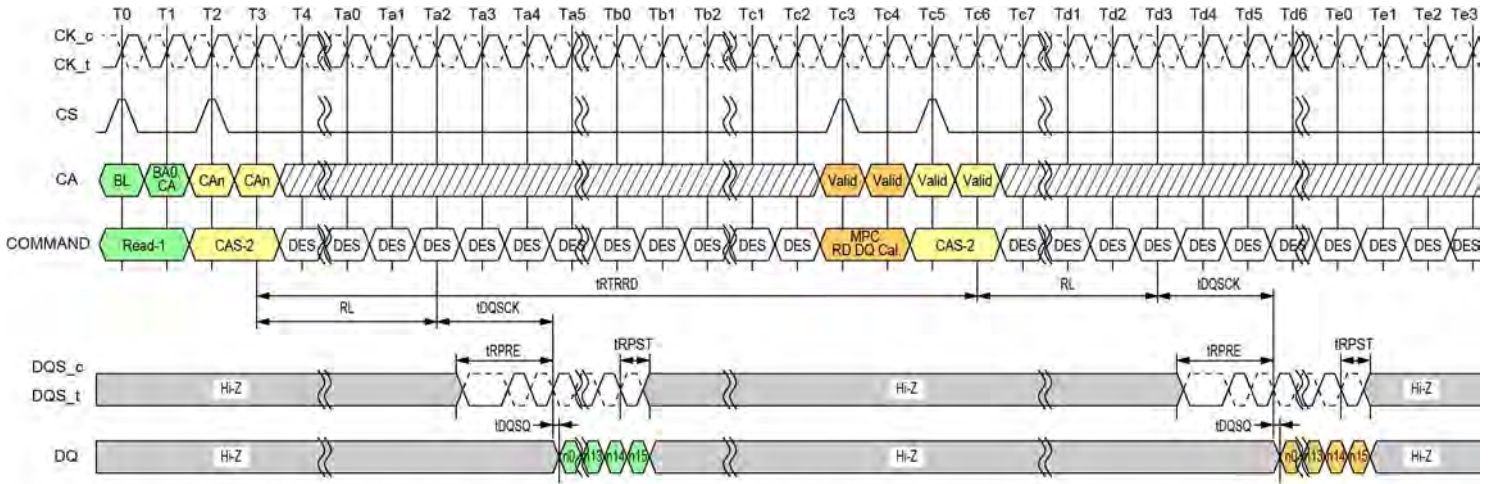 T0 T1 T2 T3 T4 Ta0 Ta1 Ta2 Ta3 Ta4 Ta5 Tb0 Tb1 Tb2 Tc1 Tc2 Tc3 Tc4 Tc5 Tc6 Tc7 Td1 Td2 Td3 Td4 Td5 Td6 Te0 Te1 Te2 Te3
CK_c
CK_t
CS
CA BL BA0 CA CAn CAn Valid Valid Valid Valid
COMMAND Read-1 CAS-2 DES DES DES DES DES DES DES DES DES DES DES DES MPC RD DQ Cal. CAS-2 DES DES DES DES DES DES DES DES DES DES DES
tRTRRD RL tDQSCK
RL tDQSCK
tRPRE tRPST tRPRE tRPST
DQS_c
DQS_t Hi-Z Hi-Z Hi-Z
tDQSQ tDQSQ
DQ Hi-Z n0 n13 n14 n15 Hi-Z n0 n13 n14 n15 Hi-Z